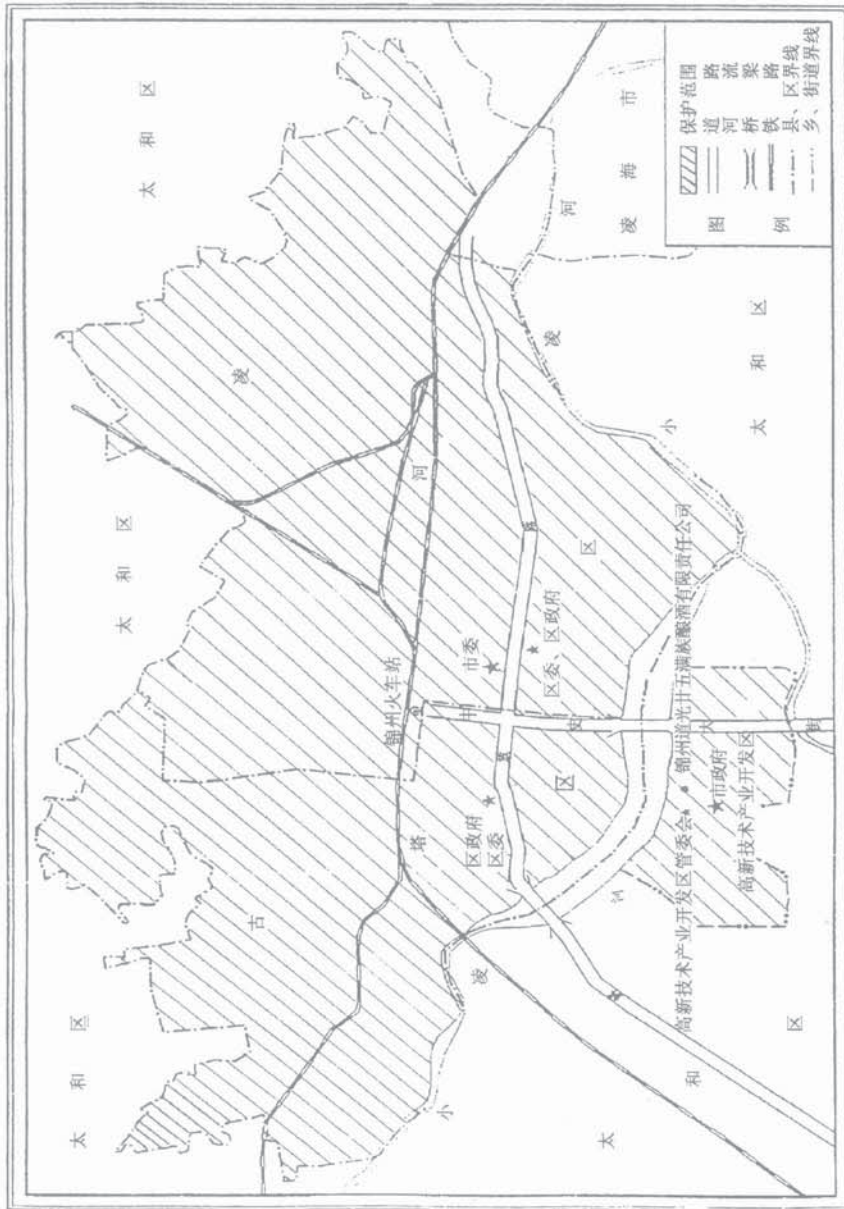 太和区
太和区
太和区
凌
河
区
古
塔
区
锦州火车站
市委
区委、区政府
区政府
区委
锦州道光廿五满族酿酒有限责任公司
高新技术产业开发区管委会
市政府
高新技术产业开发区
大
街
小
凌
小
凌
河
太和区
太和区
凌海市
图例
保护范围
道路
河流
桥梁
铁路
县、区界线
乡、街道界线